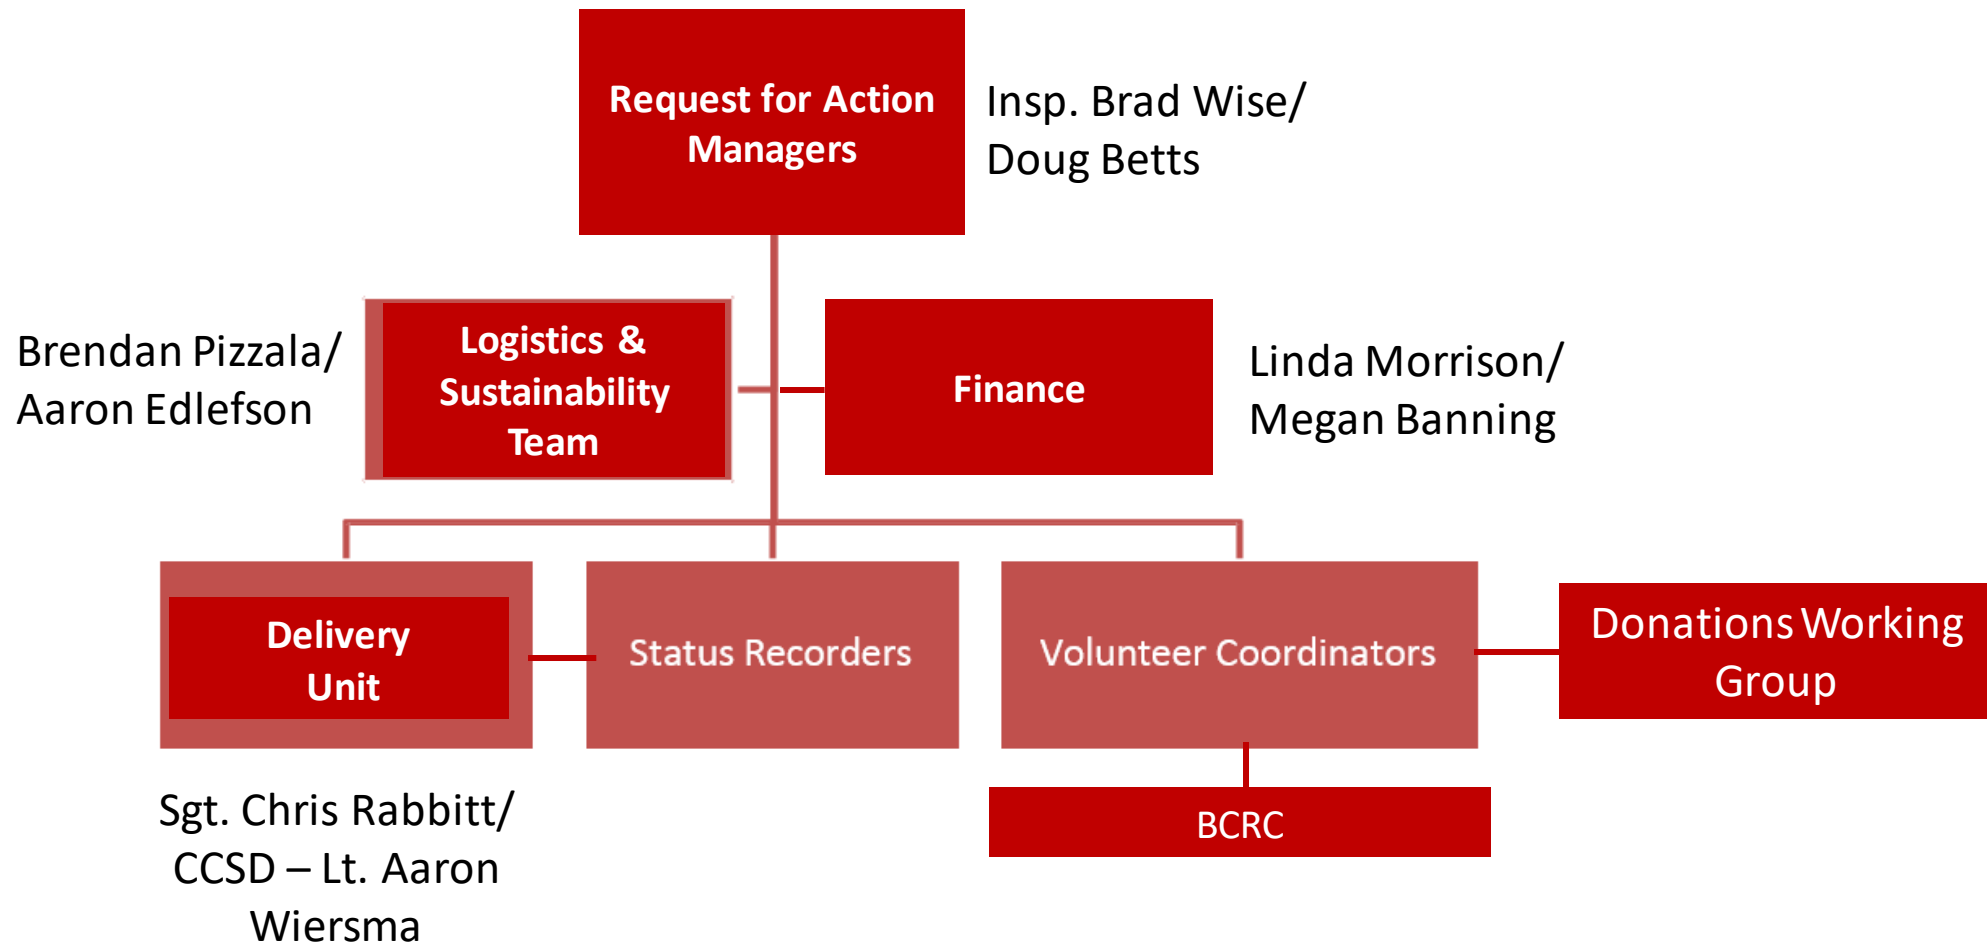 Request for Action
Managers
Insp. Brad Wise/
Doug Betts
Brendan Pizzala/
Aaron Edlefson
Logistics &
Sustainability
Team
Finance
Linda Morrison/
Megan Banning
Delivery
Unit
Status Recorders
Volunteer Coordinators
Donations Working
Group
Sgt. Chris Rabbitt/
CCSD – Lt. Aaron
Wiersma
BCRC